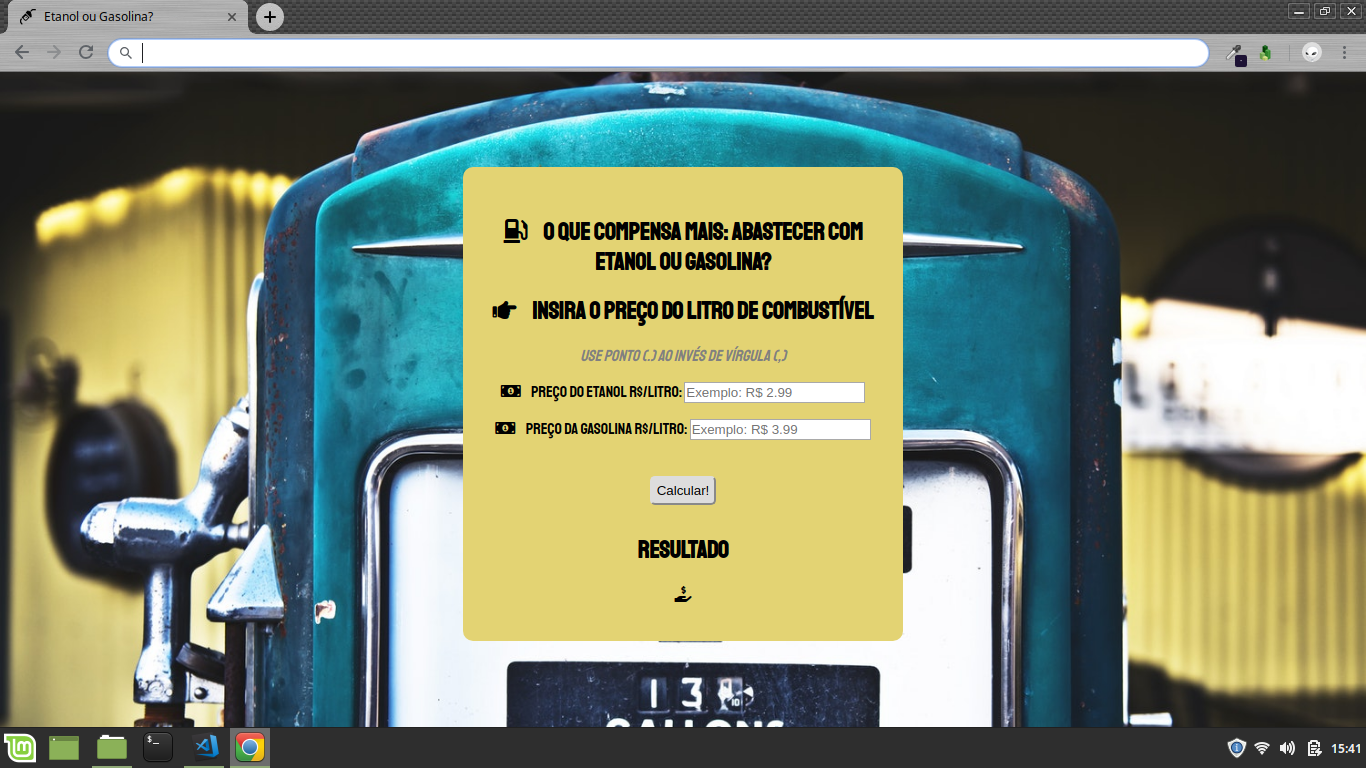 Etanol ou Gasolina?
O QUE COMPENSA MAIS: ABASTECER COM
ETANOL OU GASOLINA?
INSIRA O PREÇO DO LITRO DE COMBUSTÍVEL
USE PONTO (.) AO INVÉS DE VÍRGULA (,)
PREÇO DO ETANOL R$/LITRO: Exemplo: R$ 2.99
PREÇO DA GASOLINA R$/LITRO: Exemplo: R$ 3.99
Calcular!
RESULTADO
1 3
GALLONS
15:41